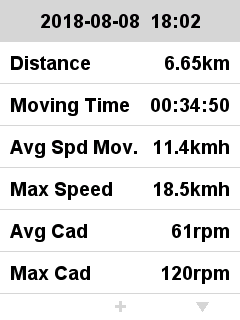 2018-08-08 18:02
Distance 6.65km
Moving Time 00:34:50
Avg Spd Mov. 11.4kmh
Max Speed 18.5kmh
Avg Cad 61rpm
Max Cad 120rpm